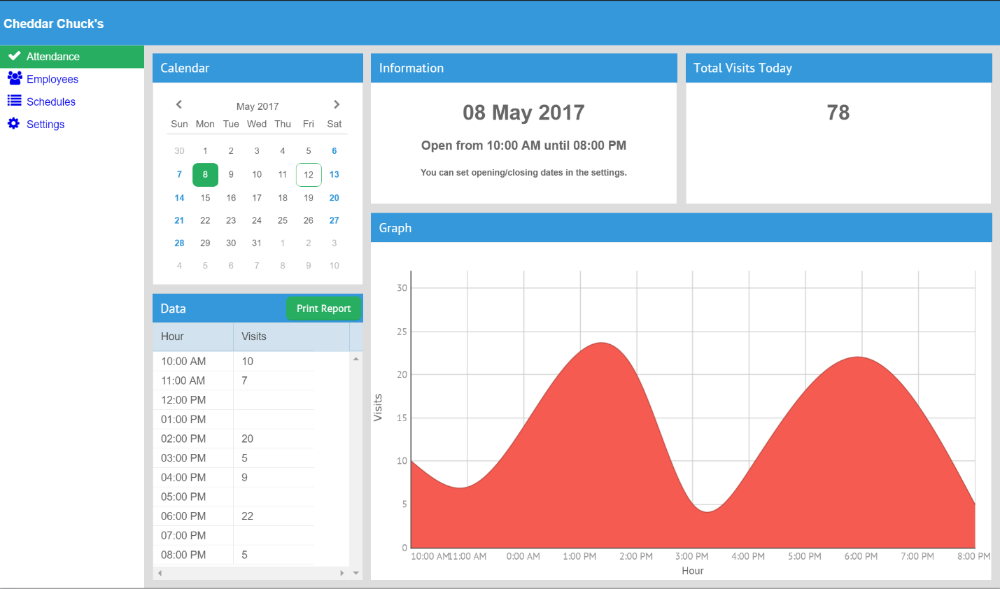 Cheddar Chuck's
Attendance
Employees
Schedules
Settings
Calendar
May 2017
Sun Mon Tue Wed Thu Fri Sat
30 1 2 3 4 5 6
7 8 9 10 11 12 13
14 15 16 17 18 19 20
21 22 23 24 25 26 27
28 29 30 31 1 2 3
4 5 6 7 8 9 10
Data Print Report
Hour Visits
10:00 AM 10
11:00 AM 7
12:00 PM
01:00 PM
02:00 PM 20
03:00 PM 5
04:00 PM 9
05:00 PM
06:00 PM 22
07:00 PM
08:00 PM 5
Information
08 May 2017
Open from 10:00 AM until 08:00 PM
You can set opening/closing dates in the settings.
Total Visits Today
78
Graph
30
25
20
15
10
5
0
Visits
10:00 AM 11:00 AM 0:00 AM 1:00 PM 2:00 PM 3:00 PM 4:00 PM 5:00 PM 6:00 PM 7:00 PM 8:00 PM
Hour